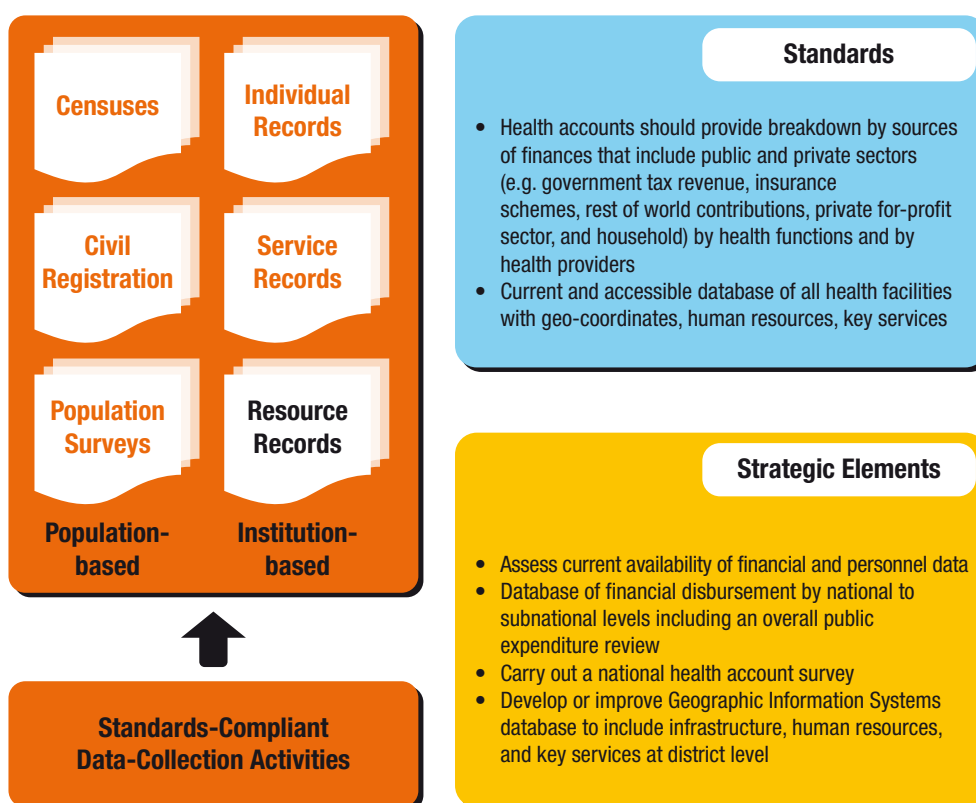 Censuses
Individual
Records
Civil
Registration
Service
Records
Population
Surveys
Resource
Records
Population-
based
Institution-
based
Standards-Compliant
Data-Collection Activities
Standards
• Health accounts should provide breakdown by sources
of finances that include public and private sectors
(e.g. government tax revenue, insurance
schemes, rest of world contributions, private for-profit
sector, and household) by health functions and by
health providers
• Current and accessible database of all health facilities
with geo-coordinates, human resources, key services
Strategic Elements
• Assess current availability of financial and personnel data
• Database of financial disbursement by national to
subnational levels including an overall public
expenditure review
• Carry out a national health account survey
• Develop or improve Geographic Information Systems
database to include infrastructure, human resources,
and key services at district level